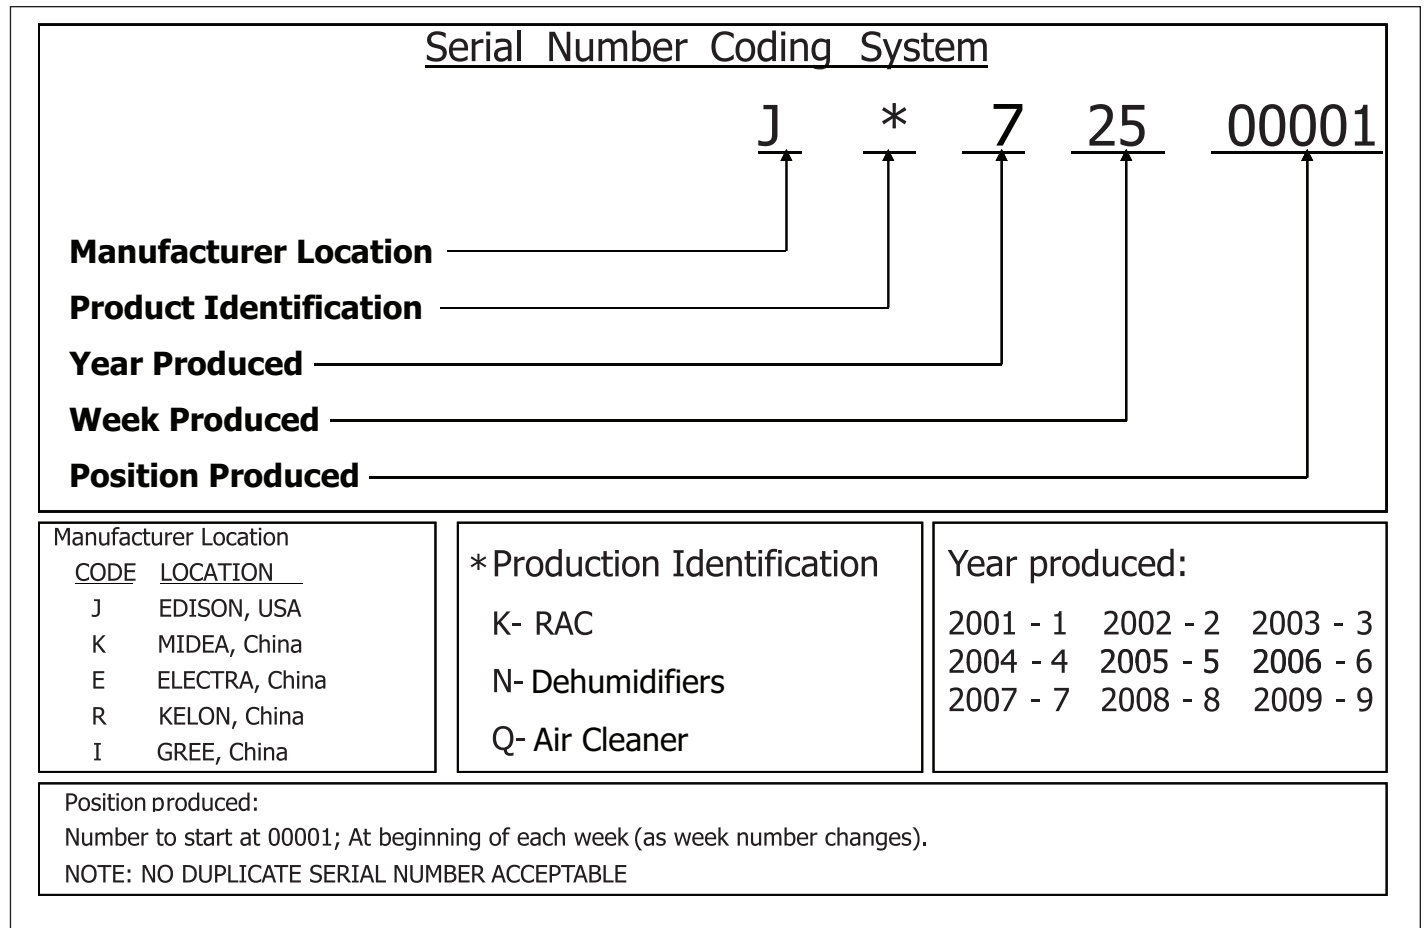 Serial Number Coding System
J * 7 25 00001
Manufacturer Location
Product Identification
Year Produced
Week Produced
Position Produced
Manufacturer Location
CODE LOCATION
J EDISON, USA
K MIDEA, China
E ELECTRA, China
R KELON, China
I GREE, China
*Production Identification
K- RAC
N- Dehumidifiers
Q- Air Cleaner
Year produced:
2001 - 1 2002 - 2 2003 - 3
2004 - 4 2005 - 5 2006 - 6
2007 - 7 2008 - 8 2009 - 9
Position produced:
Number to start at 00001; At beginning of each week (as week number changes).
NOTE: NO DUPLICATE SERIAL NUMBER ACCEPTABLE